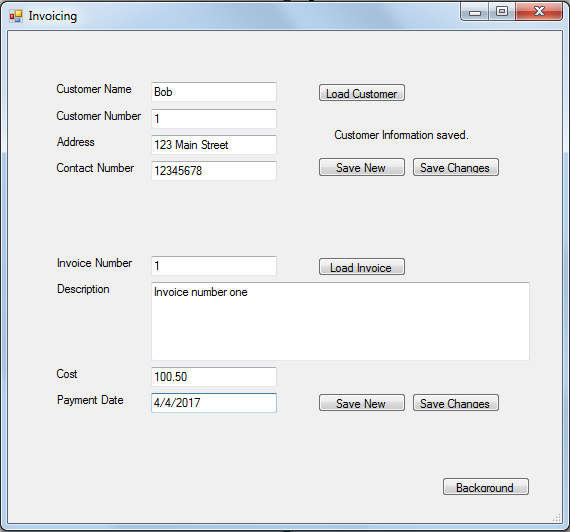 Invoicing
Customer Name Bob Load Customer
Customer Number 1
Customer Information saved.
Address 123 Main Street
Contact Number 12345678 Save New Save Changes
Invoice Number 1 Load Invoice
Description Invoice number one
Cost 100.50
Payment Date 4/4/2017 Save New Save Changes
Background